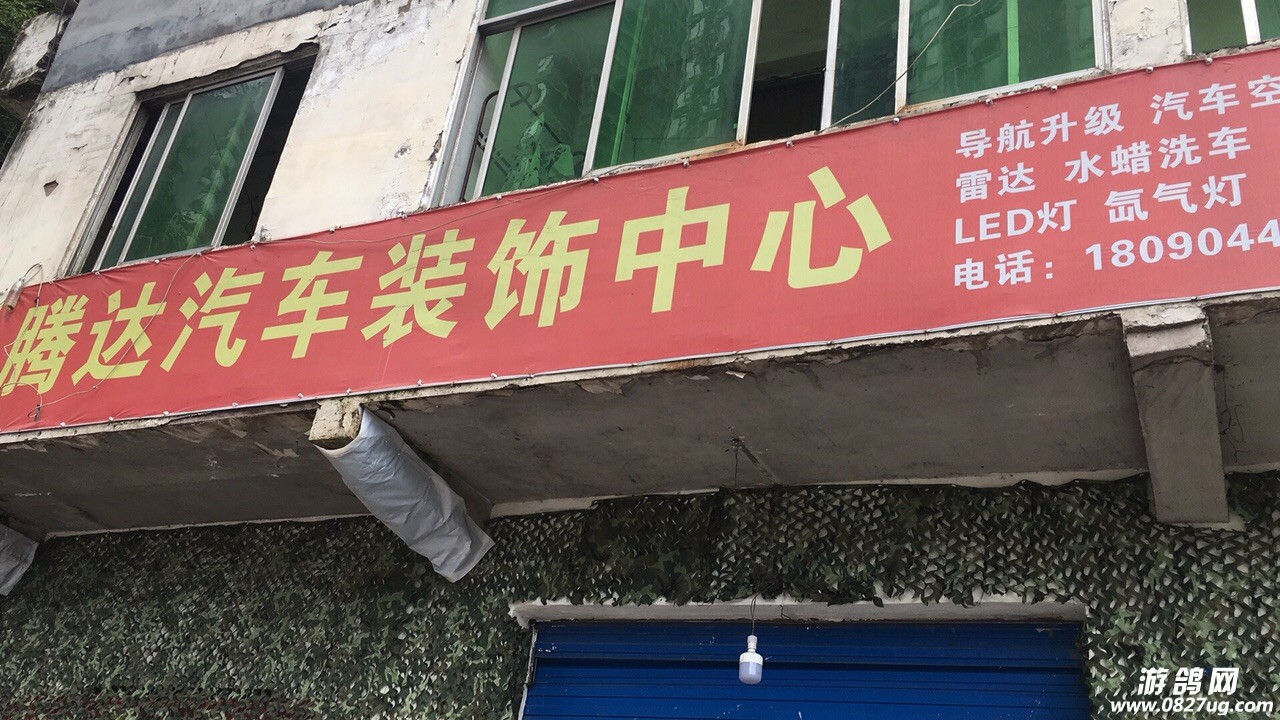 腾达汽车装饰中心
导航升级 汽车空
雷达 水蜡洗车
LED灯 氙气灯
电话：1809044
游鸽网
www.0827ug.com